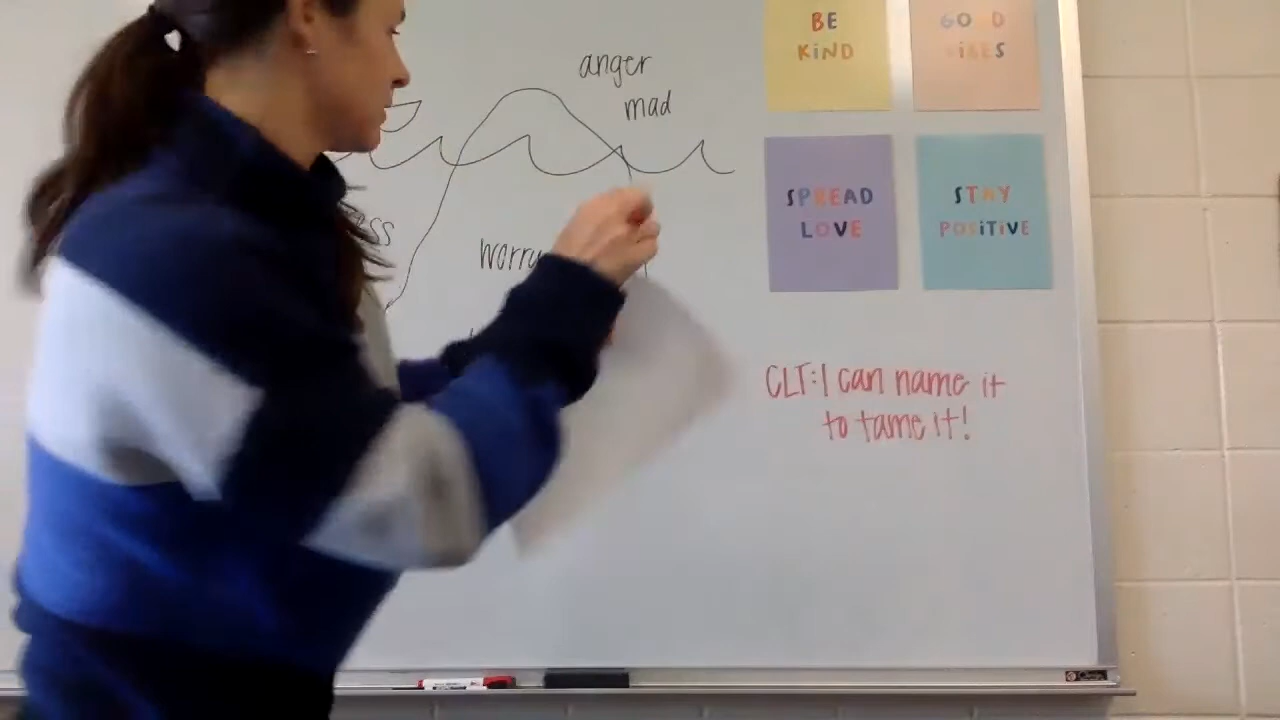 BE
KIND
GOOD
VIBES
anger
mad
SPREAD
LOVE
STAY
POSITIVE
worry
CLT: I can name it
to tame it!